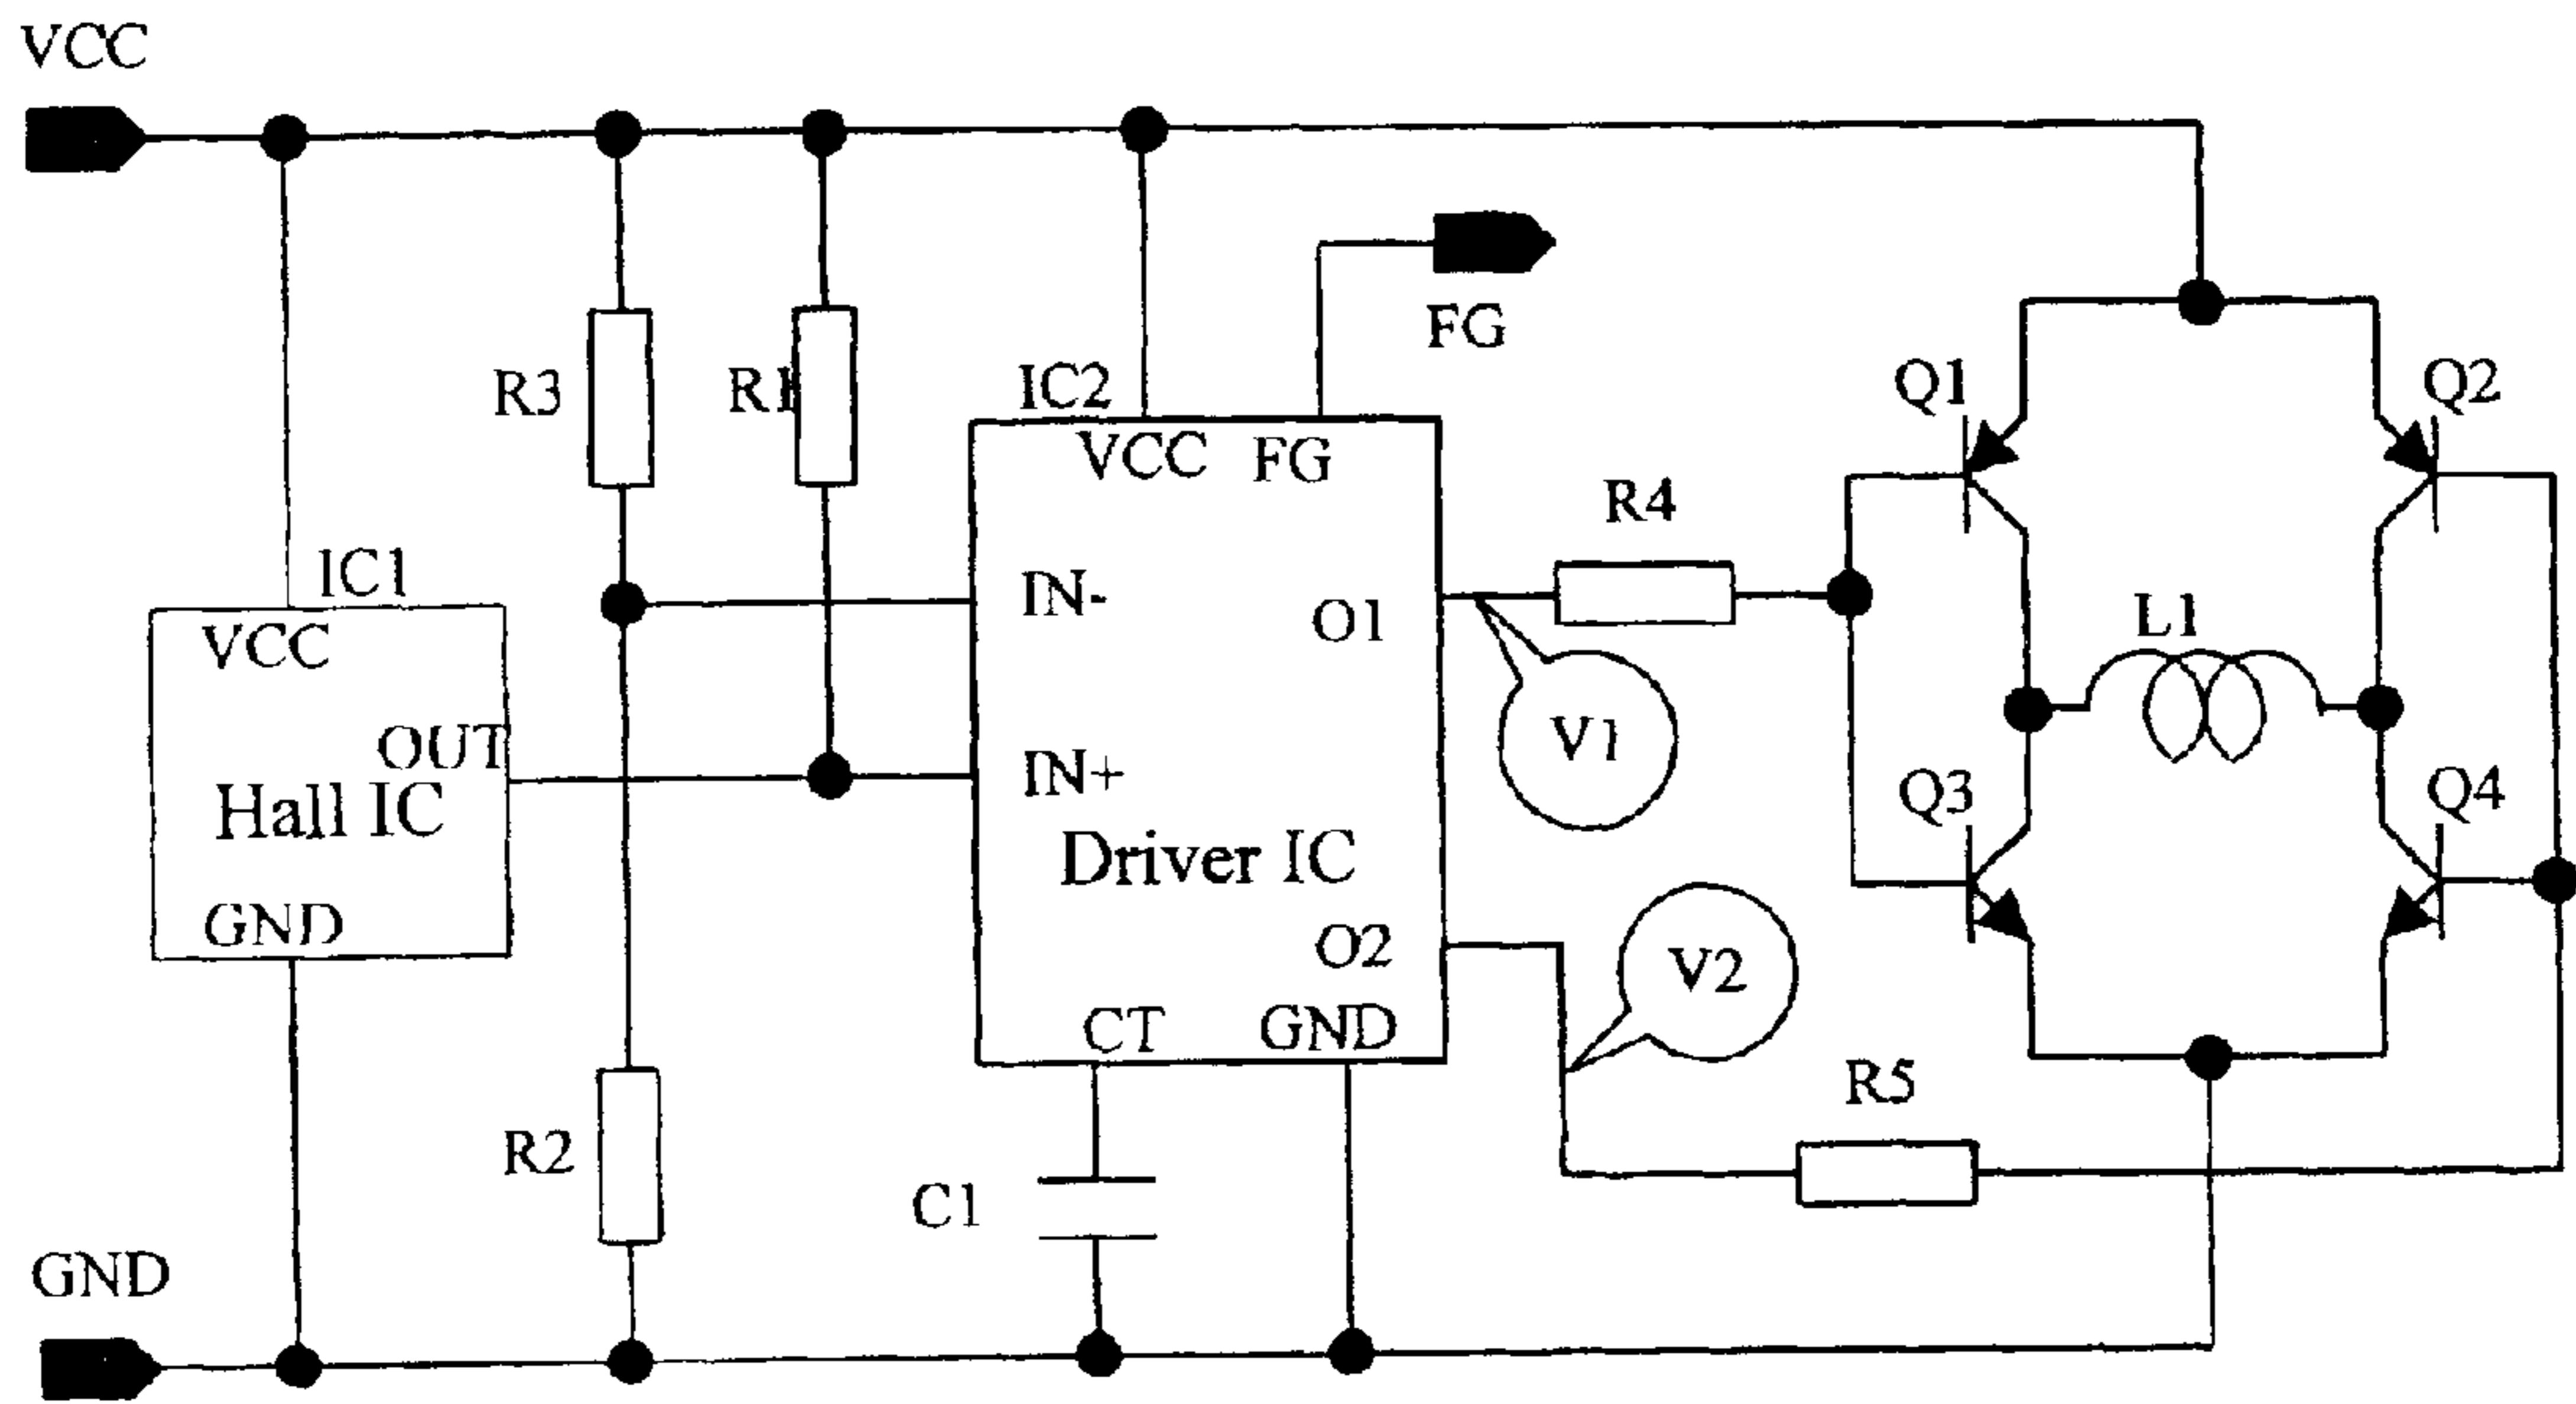 VCC
FG
R3
R1
IC2
VCC FG
Q1
Q2
R4
IC1
VCC
OUT
Hall IC
GND
IN-
O1
IN+
Driver IC
O2
CT GND
V1
V2
L1
Q3
Q4
R5
R2
C1
GND